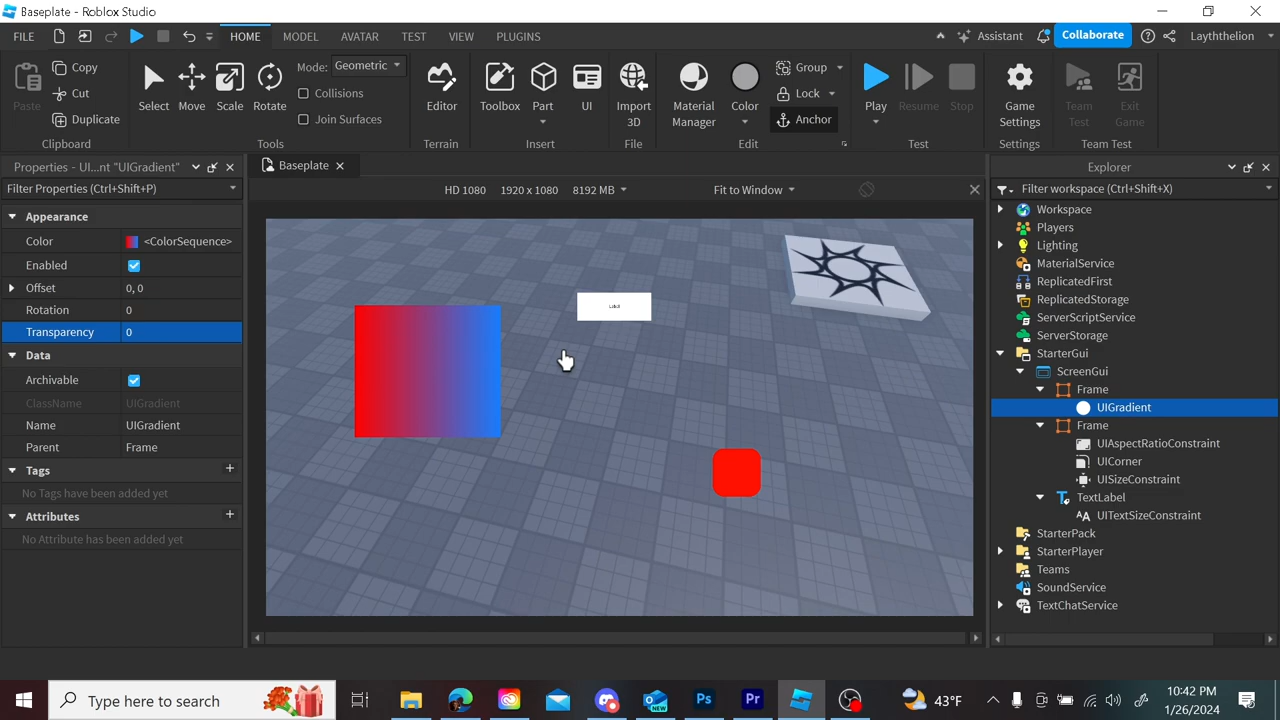 Baseplate - Roblox Studio
FILE HOME MODEL AVATAR TEST VIEW PLUGINS Assistant Collaborate Layththelion
Paste Copy Cut Duplicate Clipboard
Select Move Scale Rotate Mode: Geometric Collisions Join Surfaces Tools
Editor Terrain
Toolbox Part UI Insert
Import 3D File
Material Manager Color Group Lock Anchor Edit
Play Resume Stop Test
Game Settings Settings
Team Test Exit Game Team Test
Properties - UI...nt "UIGradient"
Filter Properties (Ctrl+Shift+P)
Appearance
Color <ColorSequence>
Enabled
Offset 0, 0
Rotation 0
Transparency 0
Data
Archivable
ClassName UIGradient
Name UIGradient
Parent Frame
Tags
No Tags have been added yet
Attributes
No Attribute has been added yet
Baseplate
HD 1080 1920 x 1080 8192 MB Fit to Window
Explorer
Filter workspace (Ctrl+Shift+X)
Workspace
Players
Lighting
MaterialService
ReplicatedFirst
ReplicatedStorage
ServerScriptService
ServerStorage
StarterGui
ScreenGui
Frame
UIGradient
Frame
UIAspectRatioConstraint
UICorner
UISizeConstraint
TextLabel
UITextSizeConstraint
StarterPack
StarterPlayer
Teams
SoundService
TextChatService
Type here to search
NEW
Ps
Pr
43°F
10:42 PM
1/26/2024